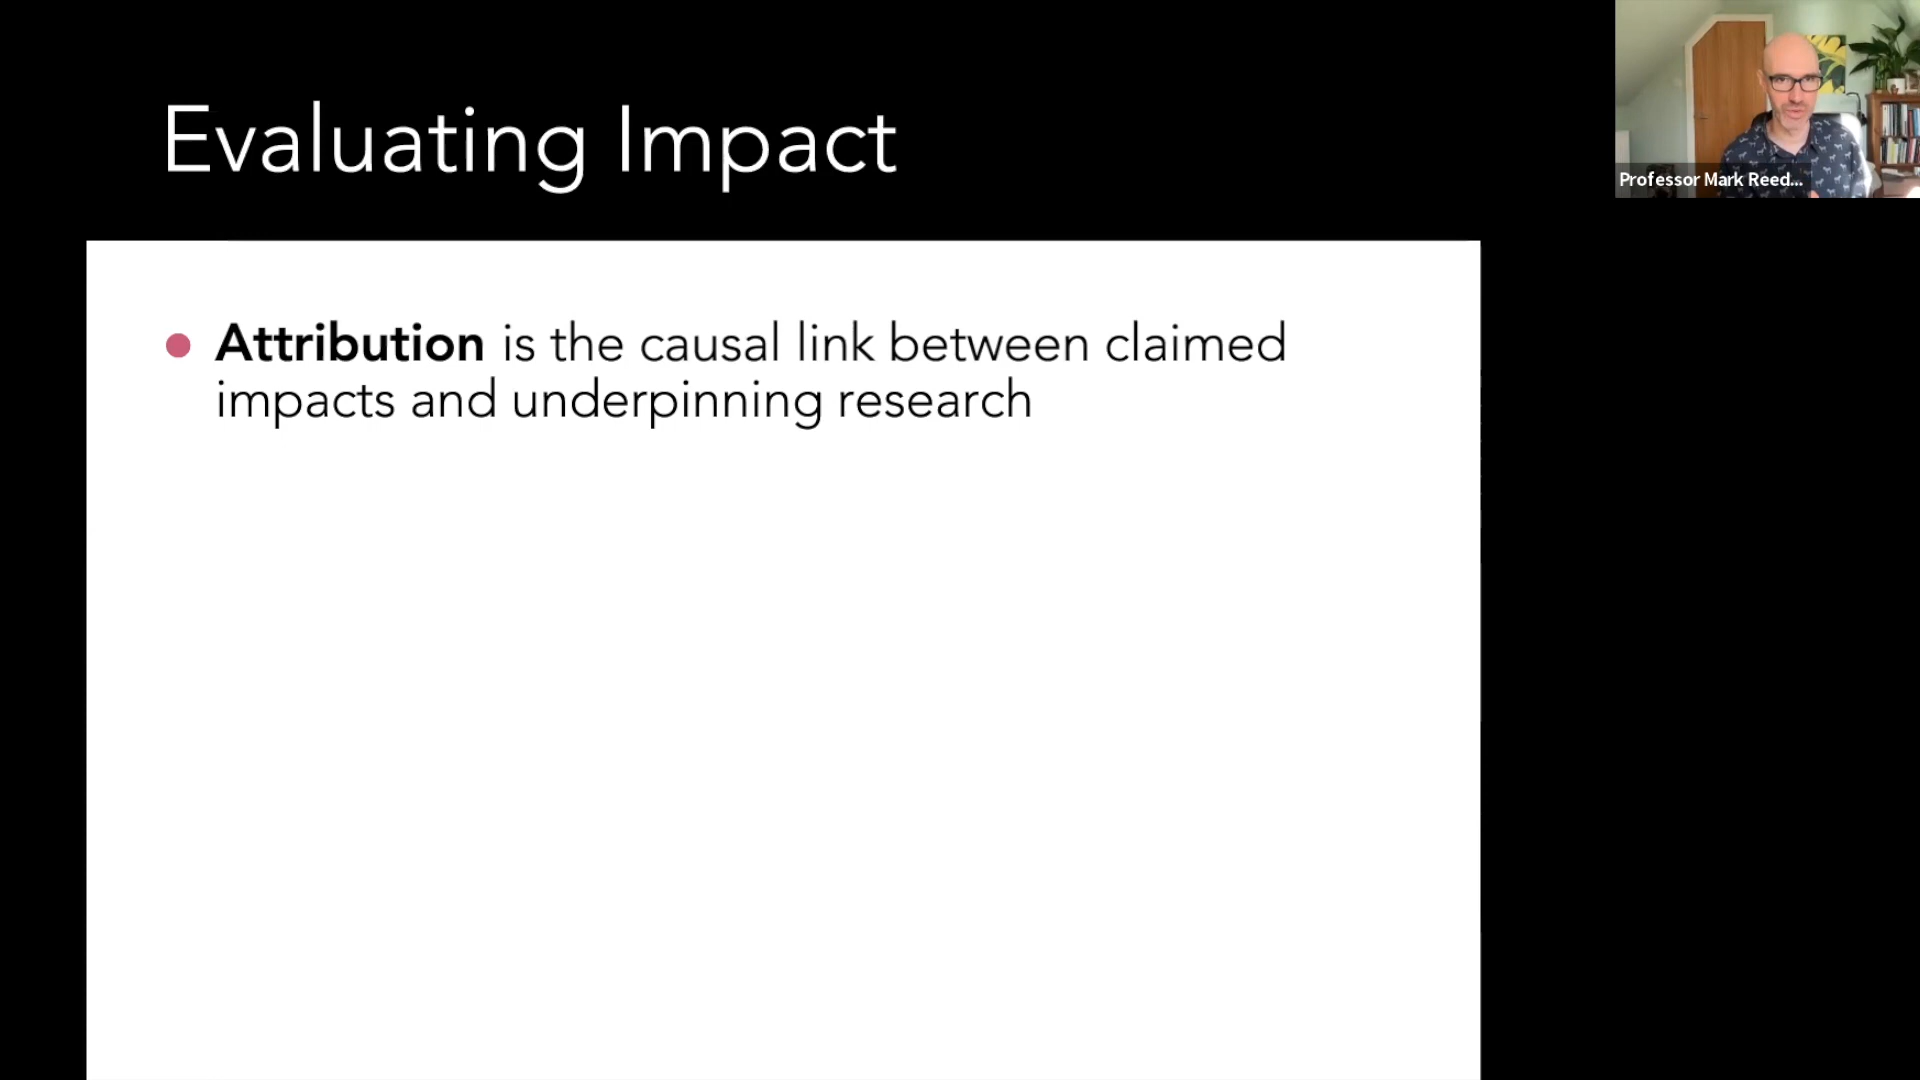 Evaluating Impact
Professor Mark Reed...
Attribution is the causal link between claimed
impacts and underpinning research